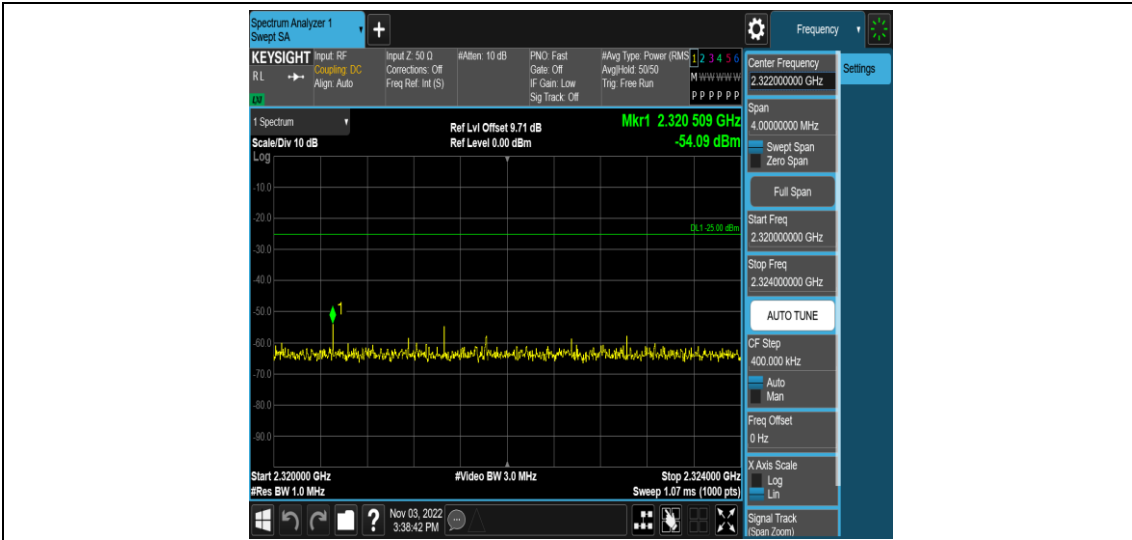 Spectrum Analyzer 1
Swept SA
Frequency
KEYSIGHT
RL
LXI
Input: RF
Coupling: DC
Align: Auto
Input Z: 50 Ω
Corrections: Off
Freq Ref: Int (S)
#Atten: 10 dB
PNO: Fast
Gate: Off
IF Gain: Low
Sig Track: Off
#Avg Type: Power (RMS
Avg|Hold: 50/50
Trig: Free Run
1 2 3 4 5 6
M W W W W W
P P P P P P
1 Spectrum
Scale/Div 10 dB
Log
Ref Lvl Offset 9.71 dB
Ref Level 0.00 dBm
Mkr1 2.320 509 GHz
-54.09 dBm
-10.0
-20.0
DL1 -25.00 dBm
-30.0
-40.0
-50.0
1
-60.0
-70.0
-80.0
-90.0
Start 2.320000 GHz
#Res BW 1.0 MHz
#Video BW 3.0 MHz
Stop 2.324000 GHz
Sweep 1.07 ms (1000 pts)
?
Nov 03, 2022
3:38:42 PM
Center Frequency
2.322000000 GHz
Settings
Span
4.00000000 MHz
Swept Span
Zero Span
Full Span
Start Freq
2.320000000 GHz
Stop Freq
2.324000000 GHz
AUTO TUNE
CF Step
400.000 kHz
Auto
Man
Freq Offset
0 Hz
X Axis Scale
Log
Lin
Signal Track
(Span Zoom)